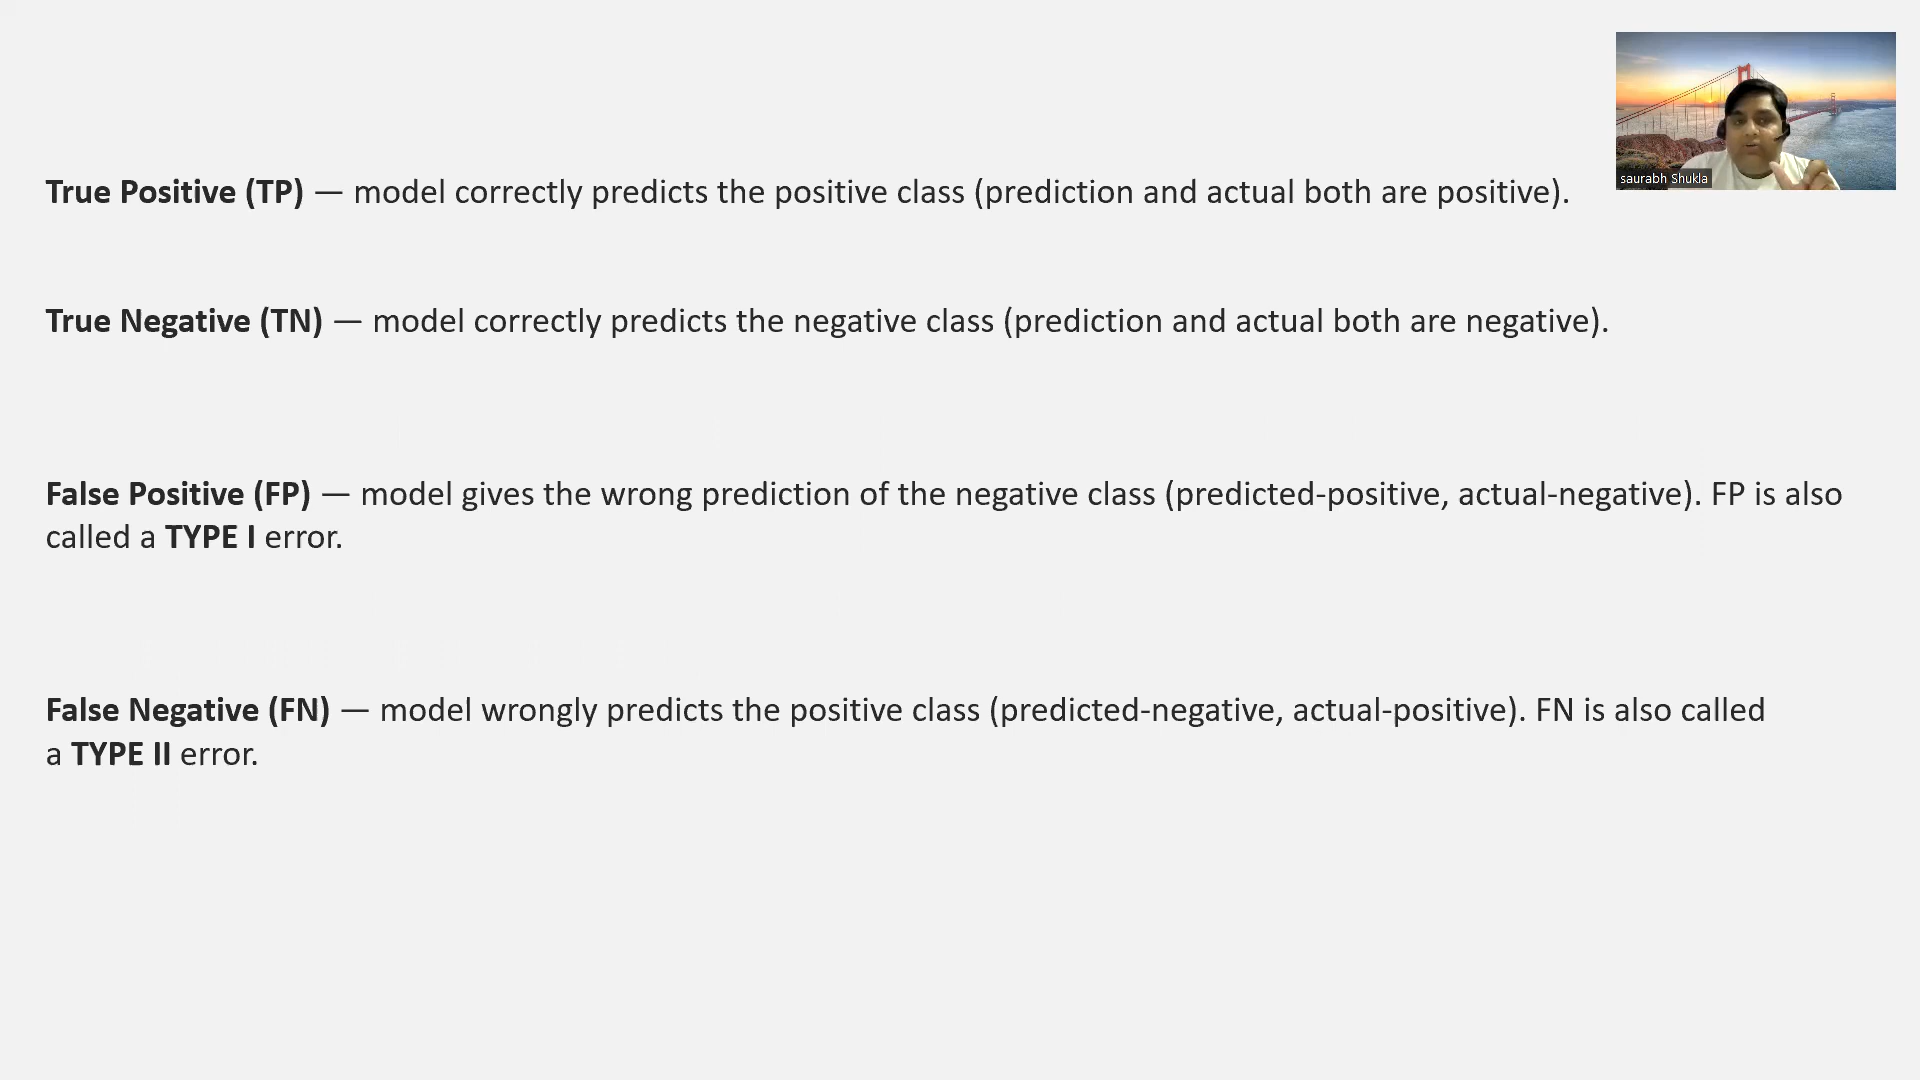 saurabh Shukla
True Positive (TP) — model correctly predicts the positive class (prediction and actual both are positive).
True Negative (TN) — model correctly predicts the negative class (prediction and actual both are negative).
False Positive (FP) — model gives the wrong prediction of the negative class (predicted-positive, actual-negative). FP is also
called a TYPE I error.
False Negative (FN) — model wrongly predicts the positive class (predicted-negative, actual-positive). FN is also called
a TYPE II error.